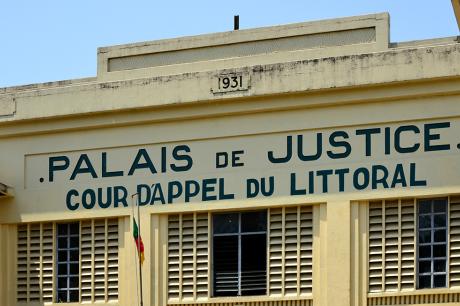 1931
.PALAIS DE JUSTICE.
COUR D'APPEL DU LITTORAL